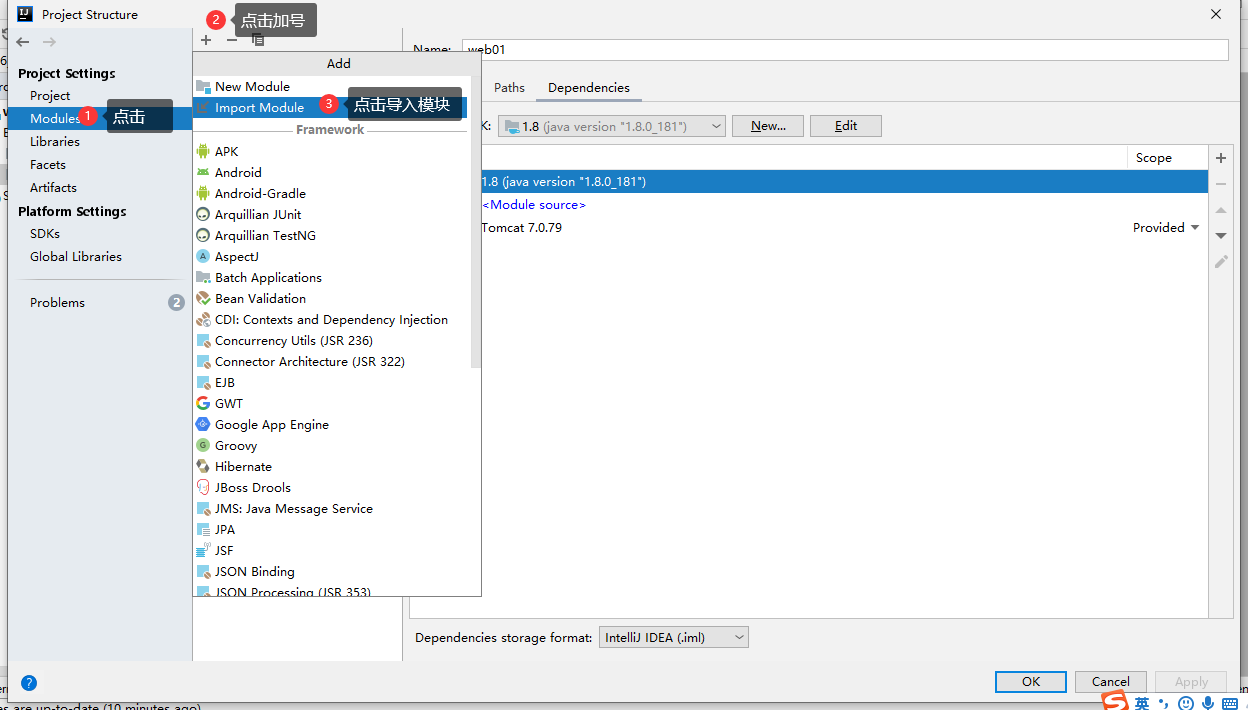 Project Structure
2 点击加号
Project Settings
Project
Modules
1 点击
Libraries
Facets
Artifacts
Platform Settings
SDKs
Global Libraries
Problems 2
Add
New Module
Import Module
3 点击导入模块
Framework
APK
Android
Android-Gradle
Arquillian JUnit
Arquillian TestNG
AspectJ
Batch Applications
Bean Validation
CDI: Contexts and Dependency Injection
Concurrency Utils (JSR 236)
Connector Architecture (JSR 322)
EJB
GWT
Google App Engine
Groovy
Hibernate
JBoss Drools
JMS: Java Message Service
JPA
JSF
JSON Binding
JSON Processing (JSR 353)
Name: web01
Paths Dependencies
K: 1.8 (java version "1.8.0_181") New... Edit
Scope
1.8 (java version "1.8.0_181")
<Module source>
Tomcat 7.0.79 Provided
Dependencies storage format: IntelliJ IDEA (.iml)
? OK Cancel Apply
英
es are up-to-date (10 minutes ago)